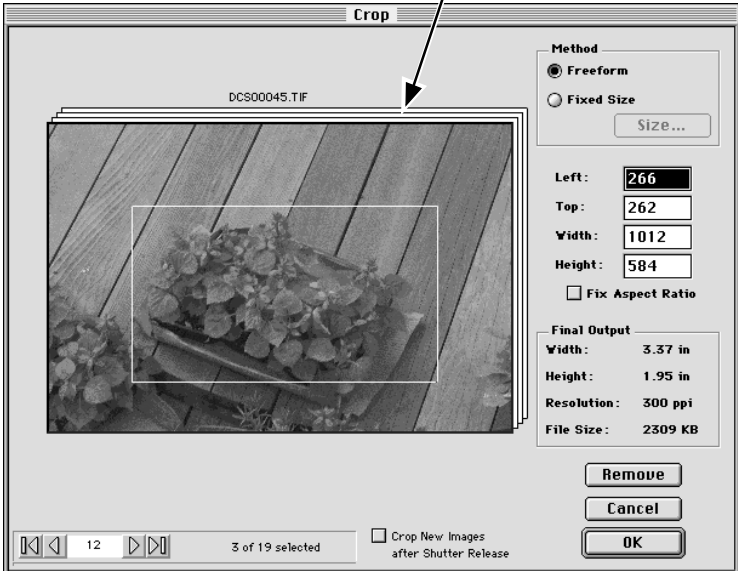 Crop
DCS00045.TIF
Method
Freeform
Fixed Size
Size...
Left: 266
Top: 262
Width: 1012
Height: 584
Fix Aspect Ratio
Final Output
Width: 3.37 in
Height: 1.95 in
Resolution: 300 ppi
File Size: 2309 KB
Remove
Cancel
OK
12
3 of 19 selected
Crop New Images
after Shutter Release